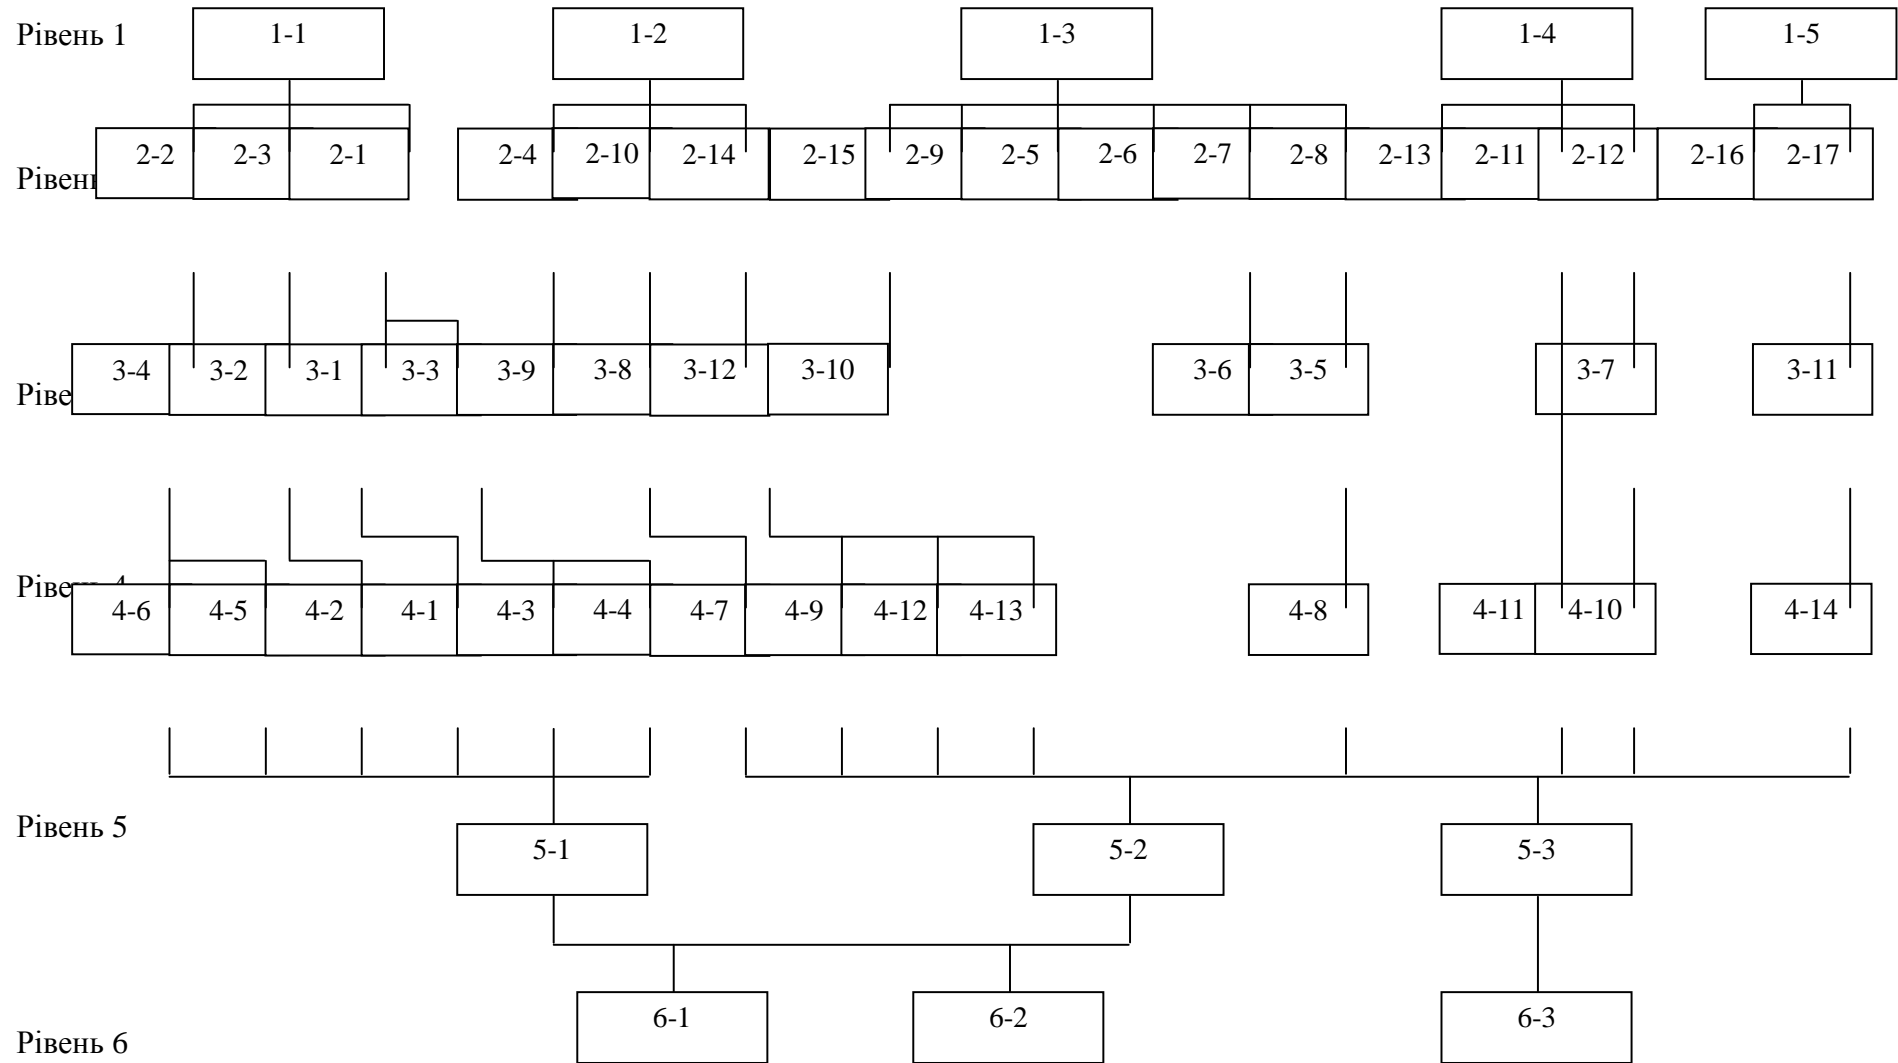 Рівень 1 1-1 1-2 1-3 1-4 1-5
Рівень 2-2 2-3 2-1 2-4 2-10 2-14 2-15 2-9 2-5 2-6 2-7 2-8 2-13 2-11 2-12 2-16 2-17
3-4 3-2 3-1 3-3 3-9 3-8 3-12 3-10 3-6 3-5 3-7 3-11
Рівень 4 4-6 4-5 4-2 4-1 4-3 4-4 4-7 4-9 4-12 4-13 4-8 4-11 4-10 4-14
Рівень 5 5-1 5-2 5-3
6-1 6-2 6-3
Рівень 6